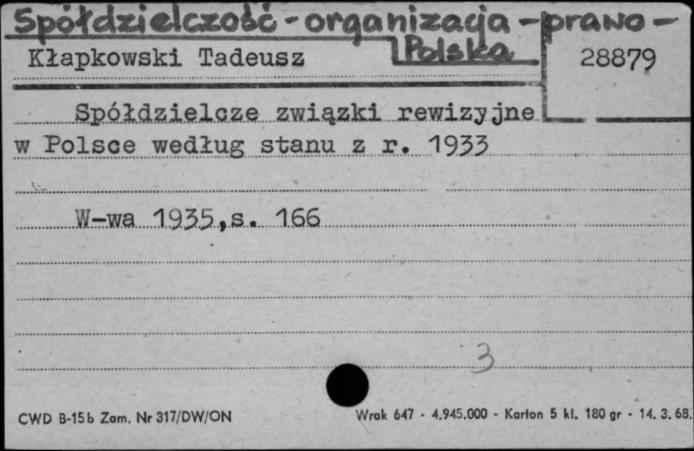 Spółdzielczość - organizacja - prawo -
Polska
Kłapkowski Tadeusz
28879
Spółdzielcze związki rewizyjne
w Polsce według stanu z r. 1933
W-wa 1935,s. 166
3
CWD B-15b Zam. Nr 317/DW/ON
Wrak 647 - 4.945.000 - Karton 5 kl. 180 gr - 14. 3. 68.